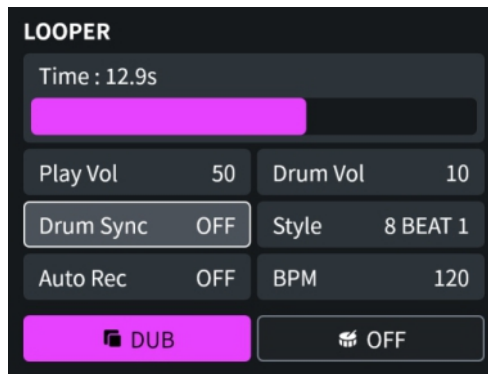 LOOPER
Time : 12.9s
Play Vol 50 Drum Vol 10
Drum Sync OFF Style 8 BEAT 1
Auto Rec OFF BPM 120
DUB OFF